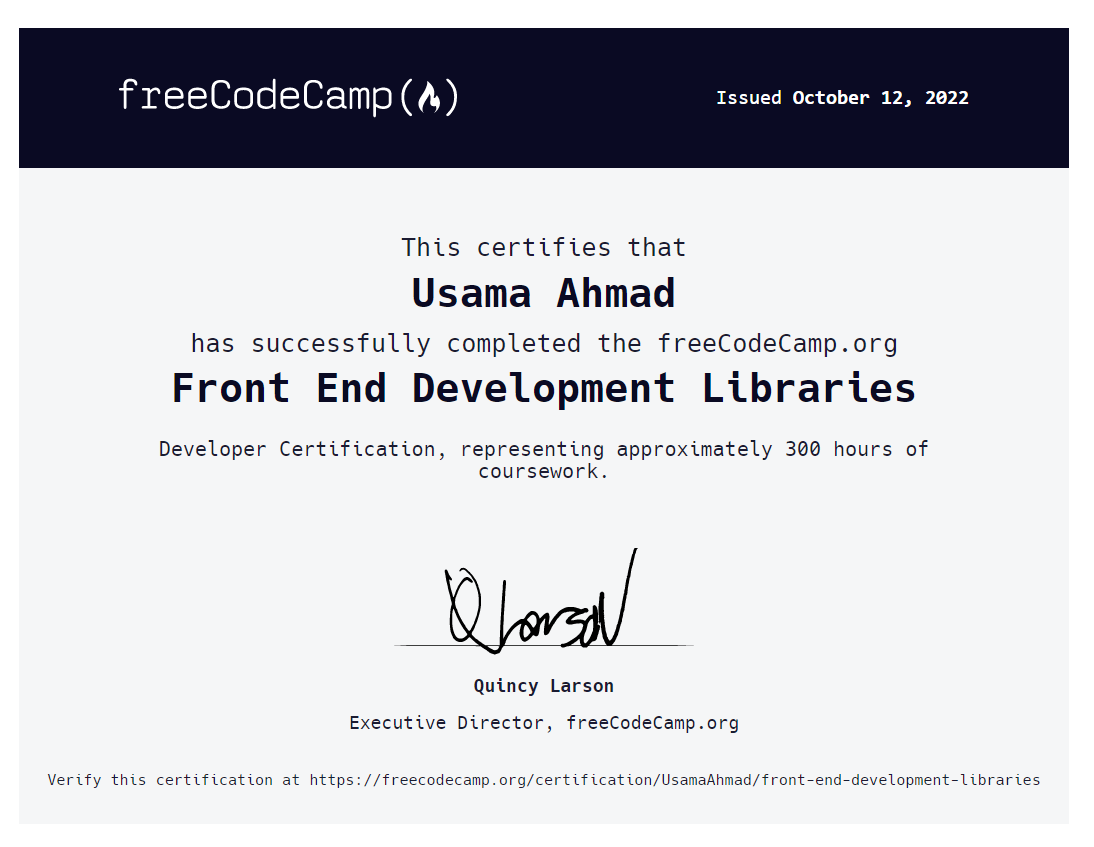 freeCodeCamp()
Issued October 12, 2022
This certifies that
Usama Ahmad
has successfully completed the freeCodeCamp.org
Front End Development Libraries
Developer Certification, representing approximately 300 hours of
coursework.
Q Larson
Quincy Larson
Executive Director, freeCodeCamp.org
Verify this certification at https://freecodecamp.org/certification/UsamaAhmad/front-end-development-libraries